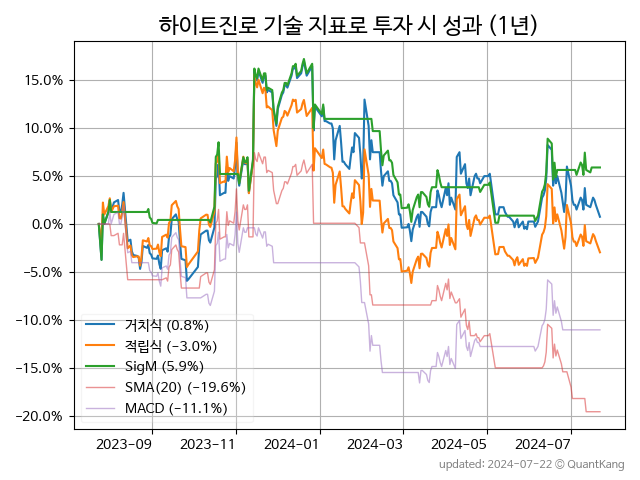 하이트진로 기술 지표로 투자 시 성과 (1년)
15.0%
10.0%
5.0%
0.0%
−5.0%
−10.0%
−15.0%
−20.0%
거치식 (0.8%)
적립식 (−3.0%)
SigM (5.9%)
SMA(20) (−19.6%)
MACD (−11.1%)
2023−09 2023−11 2024−01 2024−03 2024−05 2024−07
updated: 2024−07−22 © QuantKang